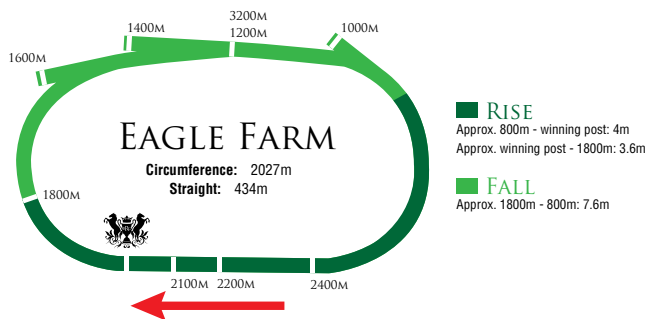 3200M
1400M
1200M
1000M
1600M
EAGLE FARM
Circumference: 2027m
Straight: 434m
1800M
2100M
2200M
2400M
RISE
Approx. 800m - winning post: 4m
Approx. winning post - 1800m: 3.6m
FALL
Approx. 1800m - 800m: 7.6m